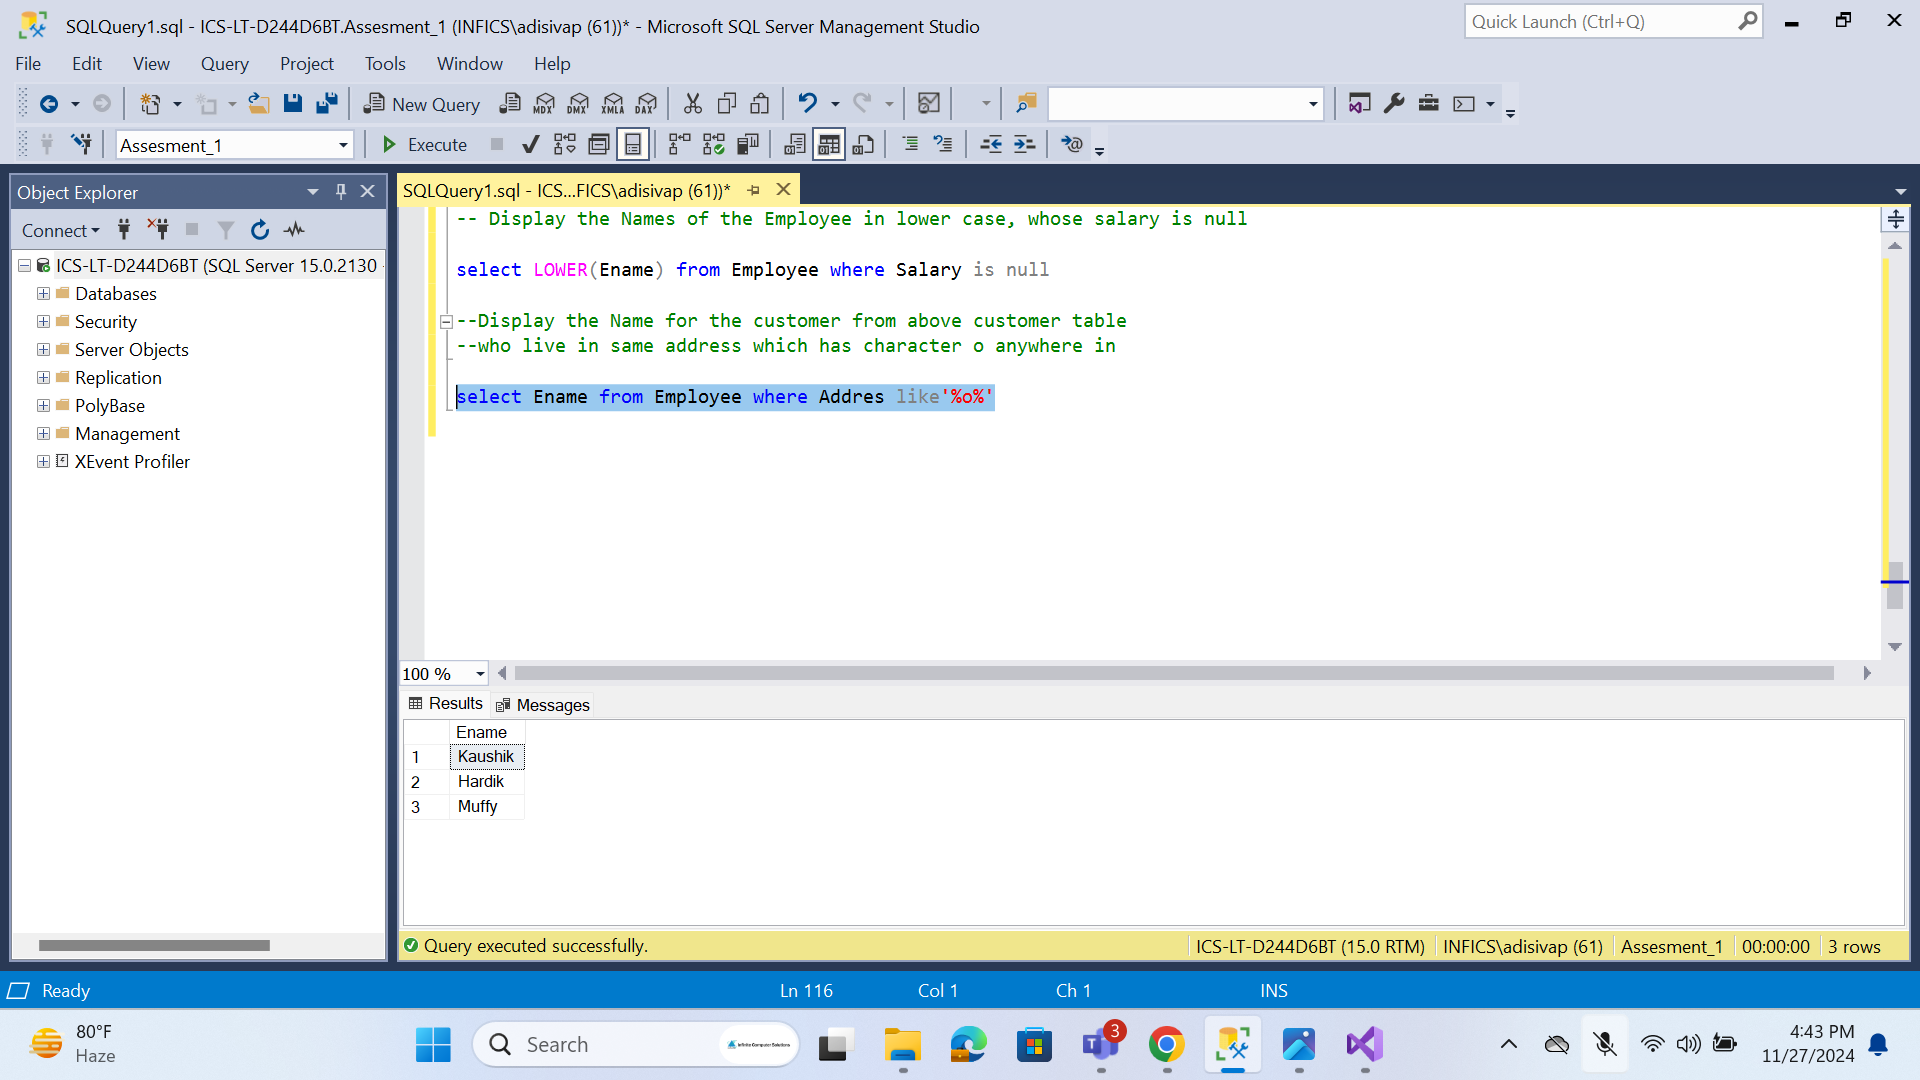 SQLQuery1.sql - ICS-LT-D244D6BT.Assesment_1 (INFICS\adisivap (61))* - Microsoft SQL Server Management Studio
Quick Launch (Ctrl+Q)
File Edit View Query Project Tools Window Help
New Query MDX DMX XMLA DAX
Assesment_1 Execute
Object Explorer
SQLQuery1.sql - ICS...FICS\adisivap (61))*
Connect
ICS-LT-D244D6BT (SQL Server 15.0.2130
Databases
Security
Server Objects
Replication
PolyBase
Management
XEvent Profiler
-- Display the Names of the Employee in lower case, whose salary is null
select LOWER(Ename) from Employee where Salary is null
--Display the Name for the customer from above customer table
--who live in same address which has character o anywhere in
select Ename from Employee where Addres like'%o%'
100 %
Results Messages
Ename
1 Kaushik
2 Hardik
3 Muffy
Query executed successfully.
ICS-LT-D244D6BT (15.0 RTM) INFICS\adisivap (61) Assesment_1 00:00:00 3 rows
Ready Ln 116 Col 1 Ch 1 INS
80°F
Haze
Search
Infinite Computer Solutions
3
4:43 PM
11/27/2024